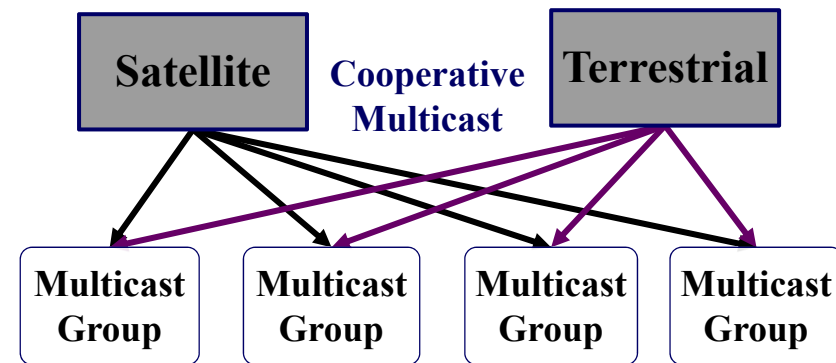 Satellite
Cooperative
Multicast
Terrestrial
Multicast
Group
Multicast
Group
Multicast
Group
Multicast
Group